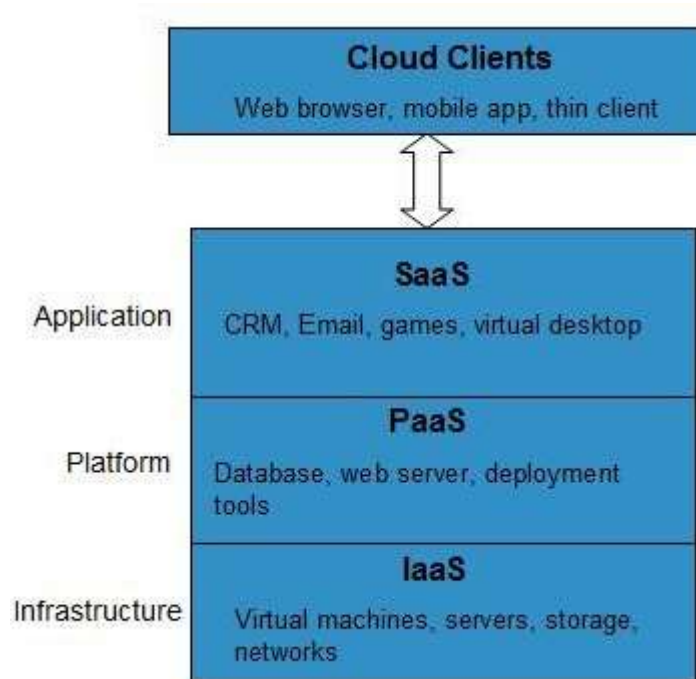 Cloud Clients
Web browser, mobile app, thin client
SaaS
Application
CRM, Email, games, virtual desktop
PaaS
Platform
Database, web server, deployment
tools
IaaS
Infrastructure
Virtual machines, servers, storage,
networks